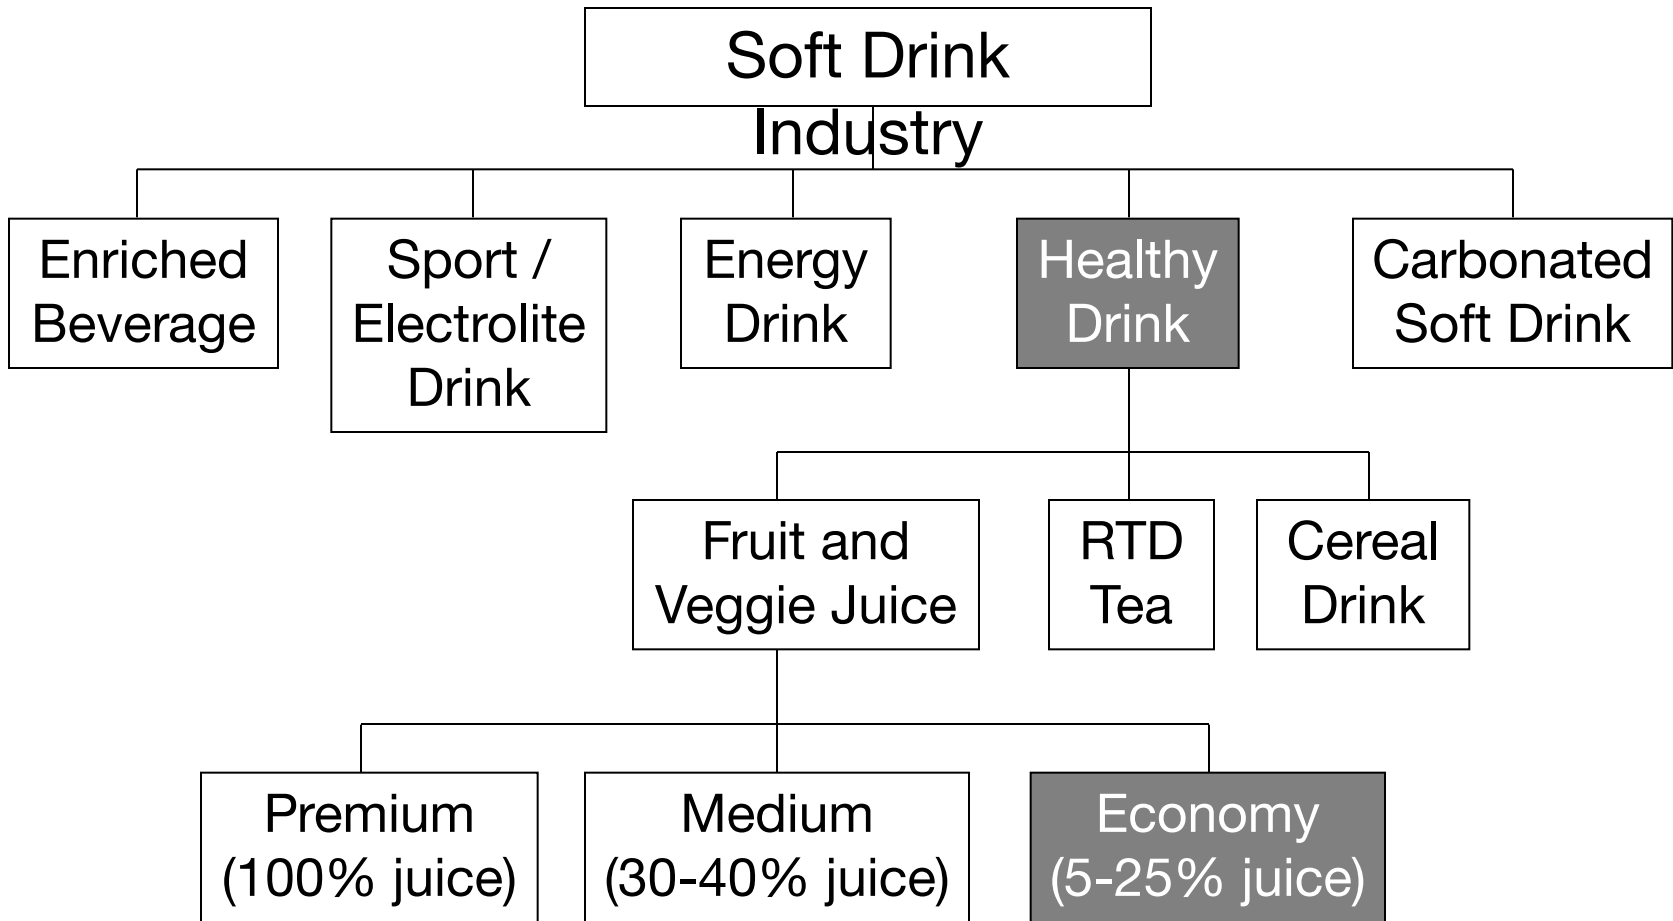 Soft Drink
Industry
Enriched
Beverage
Sport /
Electrolite
Drink
Energy
Drink
Healthy
Drink
Carbonated
Soft Drink
Fruit and
Veggie Juice
RTD
Tea
Cereal
Drink
Premium
(100% juice)
Medium
(30-40% juice)
Economy
(5-25% juice)